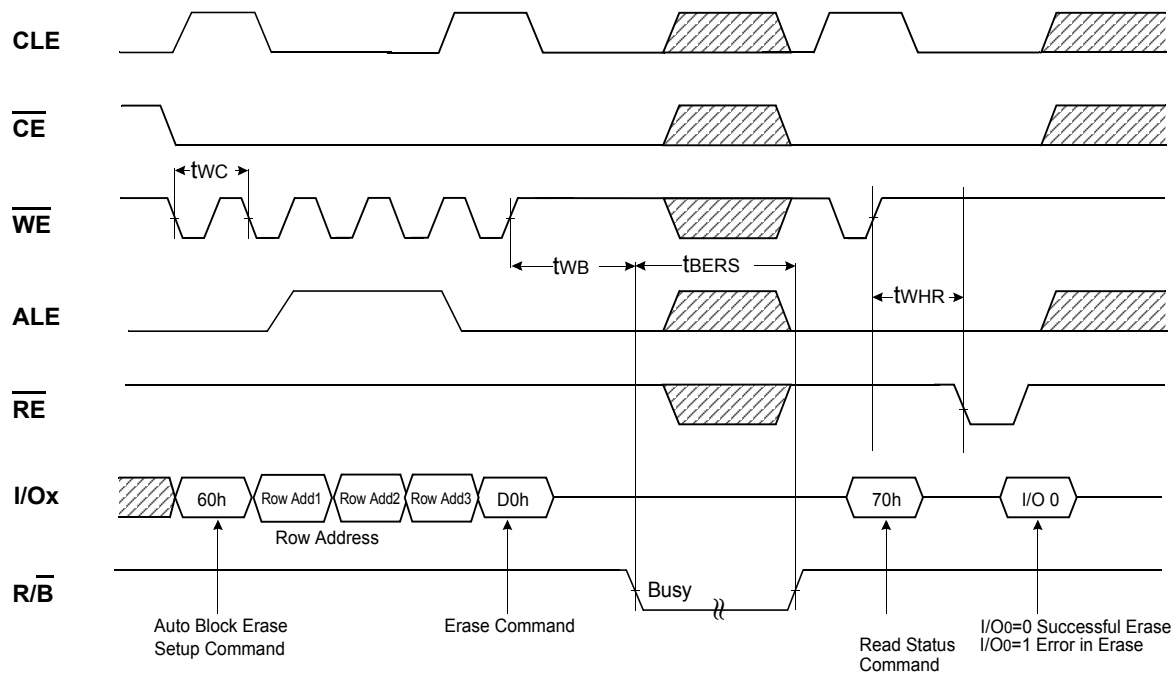 CLE
CE
tWC
WE
tWB
tBERS
tWHR
ALE
RE
I/Ox
60h
Row Add1
Row Add2
Row Add3
D0h
70h
I/O 0
Row Address
R/B
Busy
Auto Block Erase
Setup Command
Erase Command
Read Status
Command
I/O0=0 Successful Erase
I/O0=1 Error in Erase